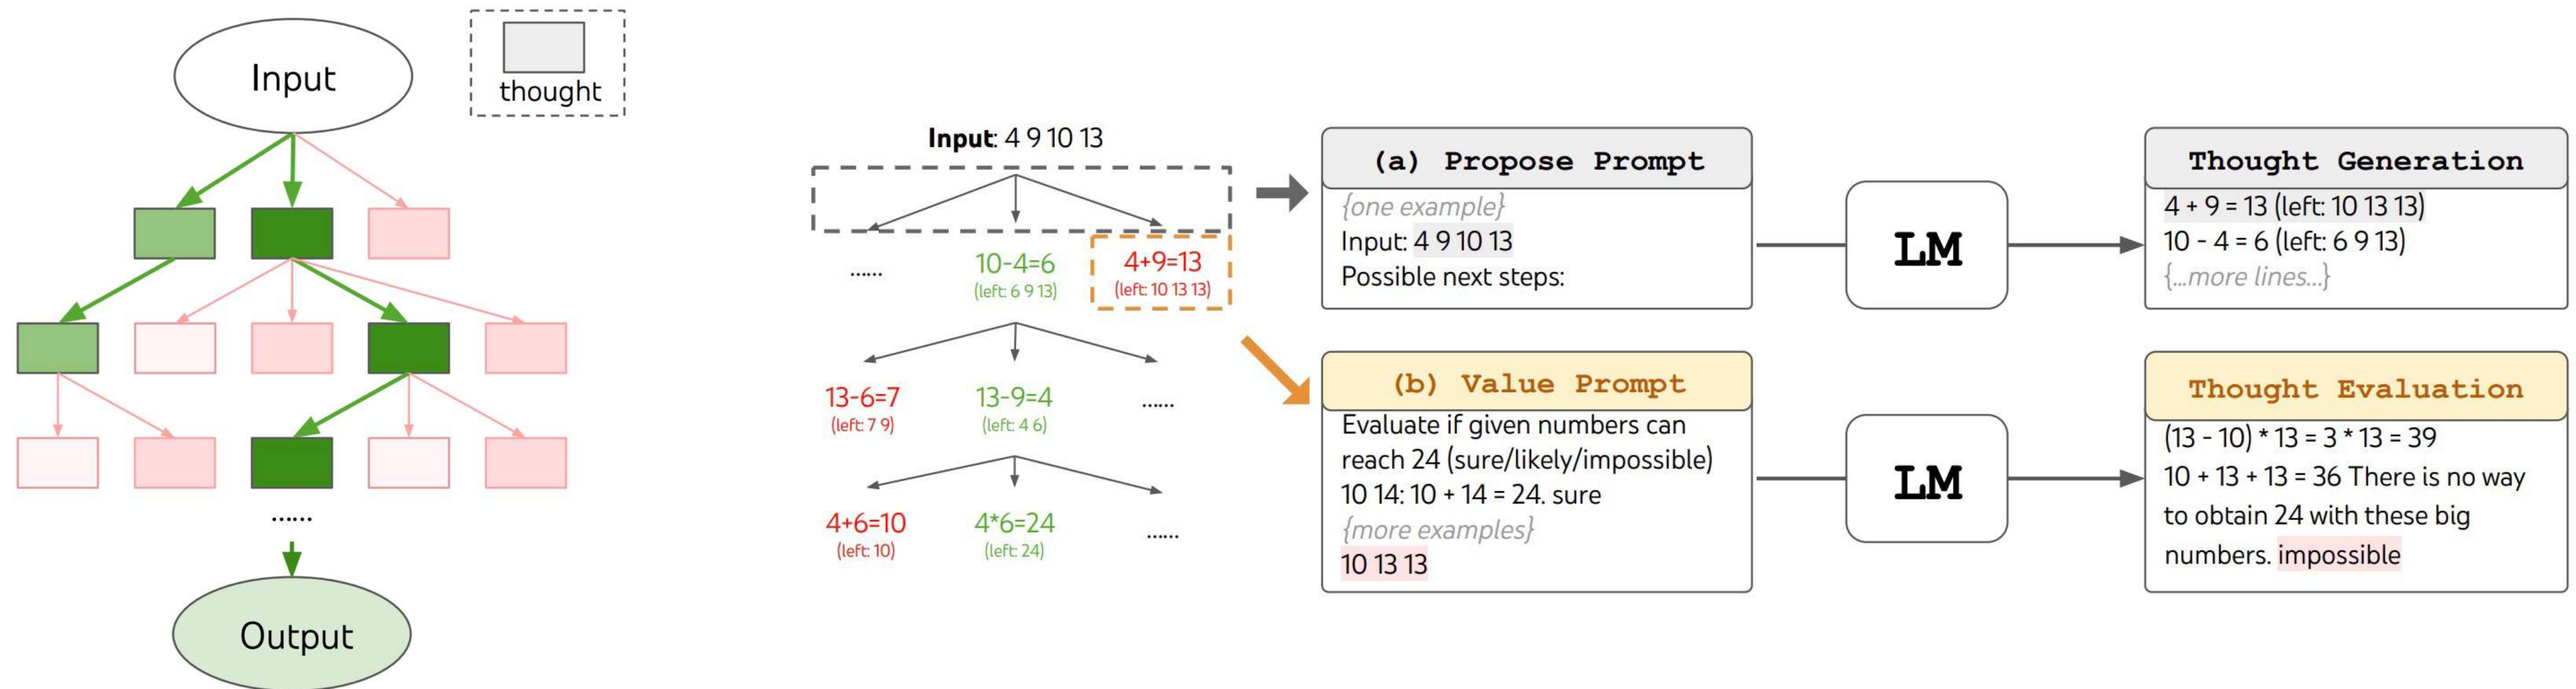 Input
thought
......
Output
Input: 4 9 10 13
......
10-4=6
(left: 6 9 13)
4+9=13
(left: 10 13 13)
13-6=7
(left: 7 9)
13-9=4
(left: 4 6)
......
4+6=10
(left: 10)
4*6=24
(left: 24)
......
(a) Propose Prompt
{one example}
Input: 4 9 10 13
Possible next steps:
LM
Thought Generation
4 + 9 = 13 (left: 10 13 13)
10 - 4 = 6 (left: 6 9 13)
{...more lines...}
(b) Value Prompt
Evaluate if given numbers can
reach 24 (sure/likely/impossible)
10 14: 10 + 14 = 24. sure
{more examples}
10 13 13
LM
Thought Evaluation
(13 - 10) * 13 = 3 * 13 = 39
10 + 13 + 13 = 36 There is no way
to obtain 24 with these big
numbers. impossible